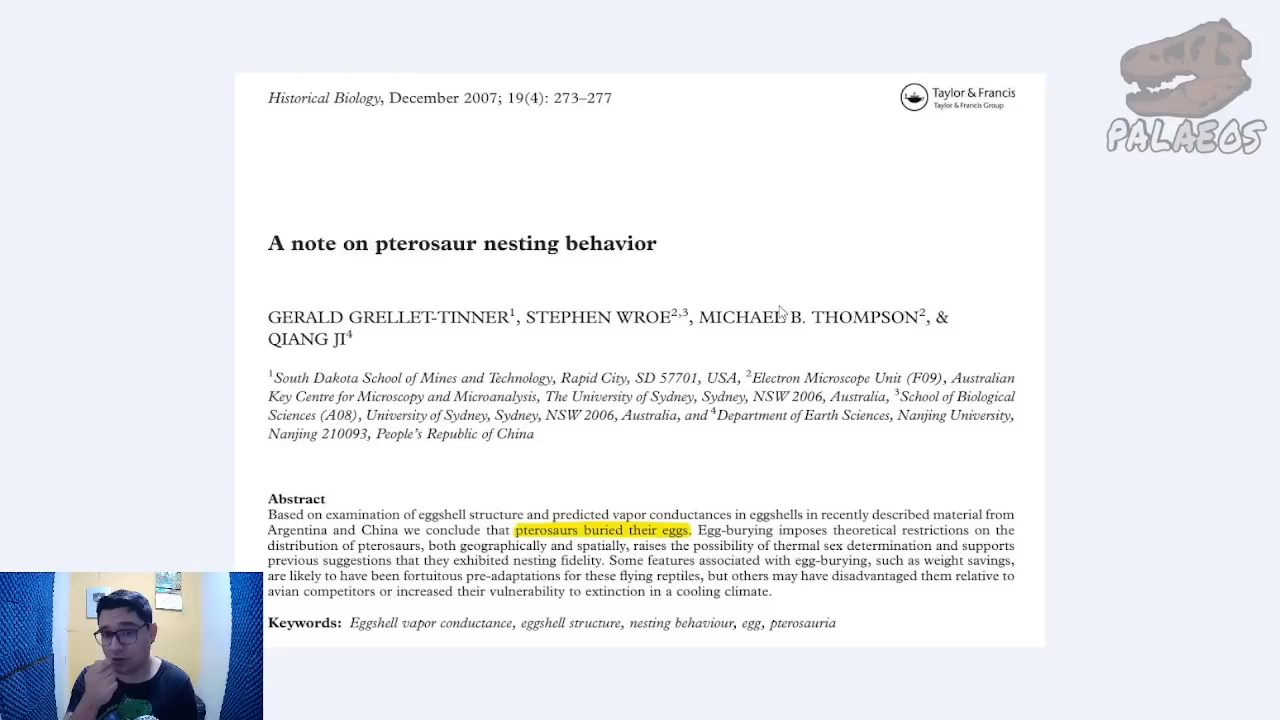 Historical Biology, December 2007; 19(4): 273–277
Taylor & Francis
Taylor & Francis Group
PALAEOS
A note on pterosaur nesting behavior
GERALD GRELLET-TINNER1, STEPHEN WROE2,3, MICHAEL B. THOMPSON2, &
QIANG JI4
1South Dakota School of Mines and Technology, Rapid City, SD 57701, USA, 2Electron Microscope Unit (F09), Australian
Key Centre for Microscopy and Microanalysis, The University of Sydney, Sydney, NSW 2006, Australia, 3School of Biological
Sciences (A08), University of Sydney, Sydney, NSW 2006, Australia, and 4Department of Earth Sciences, Nanjing University,
Nanjing 210093, People's Republic of China
Abstract
Based on examination of eggshell structure and predicted vapor conductances in eggshells in recently described material from
Argentina and China we conclude that pterosaurs buried their eggs. Egg-burying imposes theoretical restrictions on the
distribution of pterosaurs, both geographically and spatially, raises the possibility of thermal sex determination and supports
previous suggestions that they exhibited nesting fidelity. Some features associated with egg-burying, such as weight savings,
are likely to have been fortuitous pre-adaptations for these flying reptiles, but others may have disadvantaged them relative to
avian competitors or increased their vulnerability to extinction in a cooling climate.
Keywords: Eggshell vapor conductance, eggshell structure, nesting behaviour, egg, pterosauria